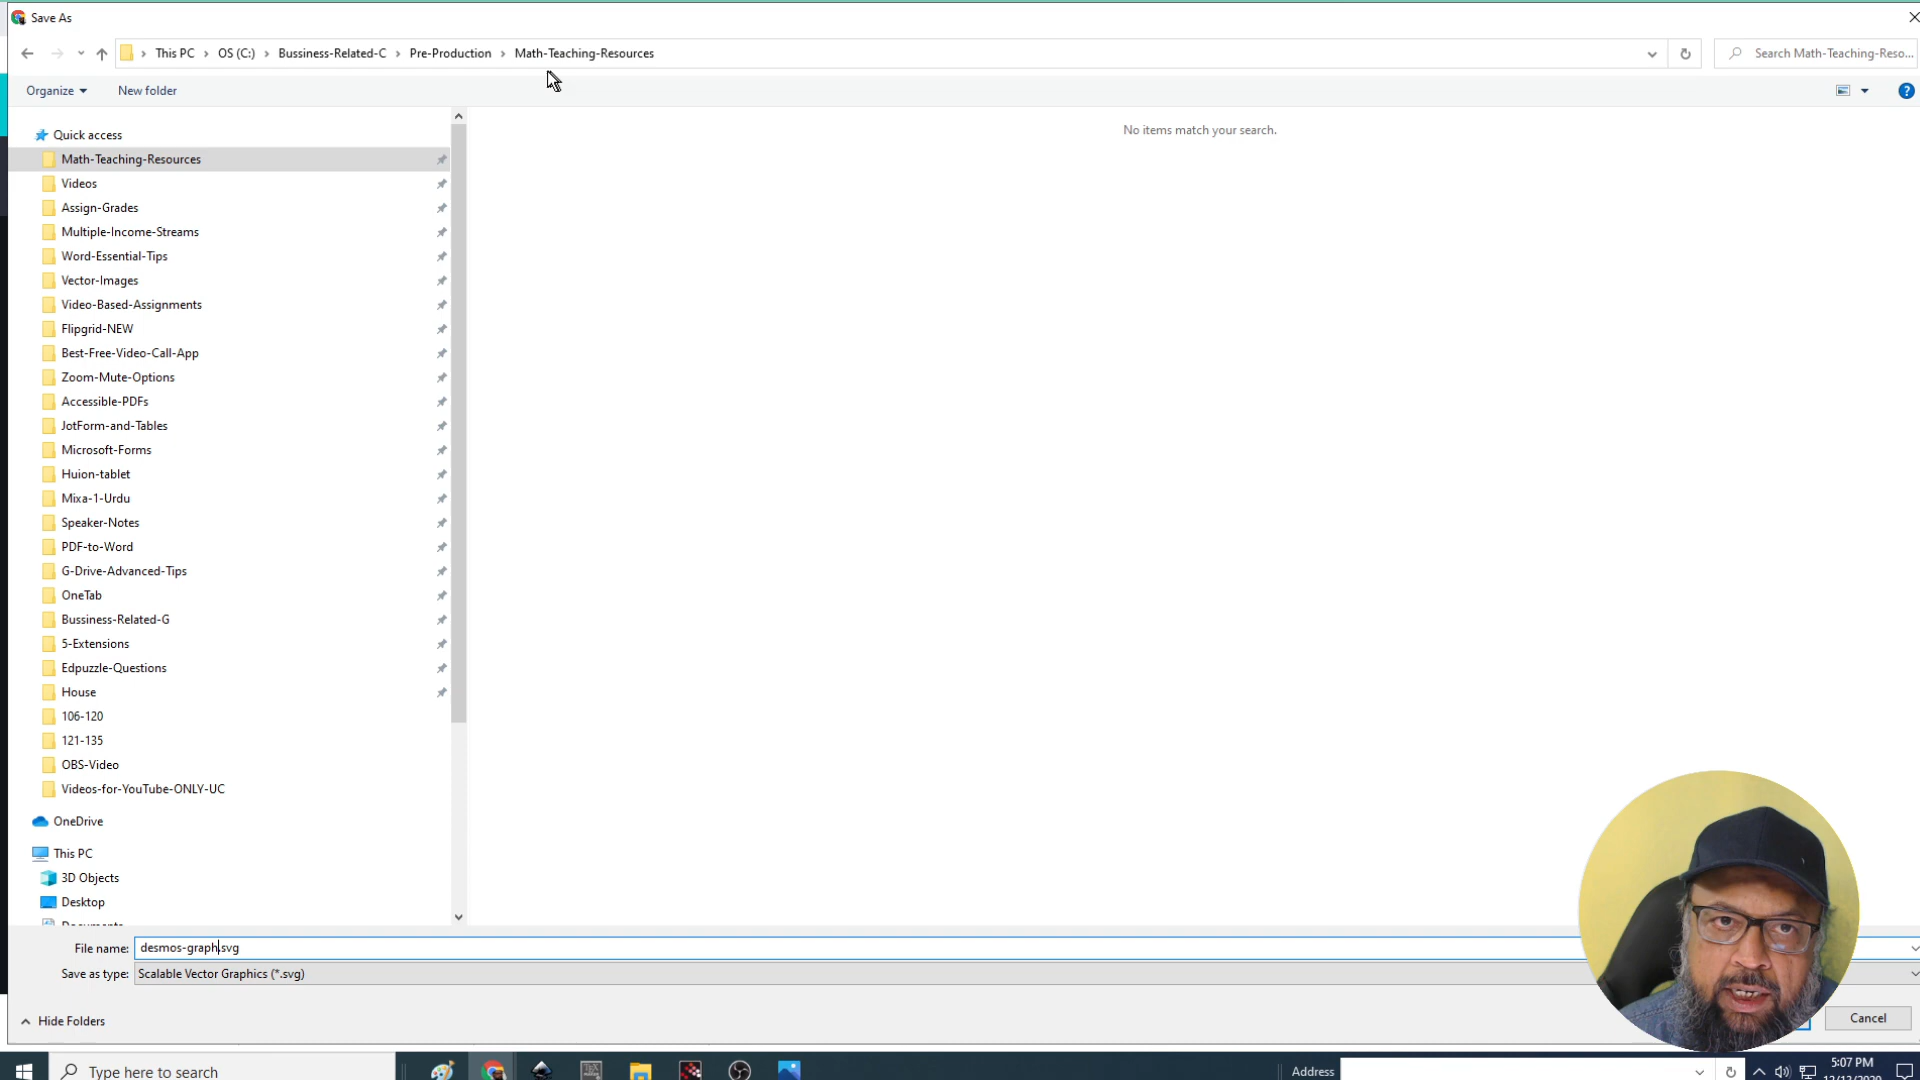 Save As
This PC > OS (C:) > Bussiness-Related-C > Pre-Production > Math-Teaching-Resources
Search Math-Teaching-Reso...
Organize
New folder
No items match your search.
Quick access
Math-Teaching-Resources
Videos
Assign-Grades
Multiple-Income-Streams
Word-Essential-Tips
Vector-Images
Video-Based-Assignments
Flipgrid-NEW
Best-Free-Video-Call-App
Zoom-Mute-Options
Accessible-PDFs
JotForm-and-Tables
Microsoft-Forms
Huion-tablet
Mixa-1-Urdu
Speaker-Notes
PDF-to-Word
G-Drive-Advanced-Tips
OneTab
Bussiness-Related-G
5-Extensions
Edpuzzle-Questions
House
106-120
121-135
OBS-Video
Videos-for-YouTube-ONLY-UC
OneDrive
This PC
3D Objects
Desktop
File name: desmos-graph.svg
Save as type: Scalable Vector Graphics (*.svg)
Hide Folders
Cancel
Type here to search
Address
5:07 PM